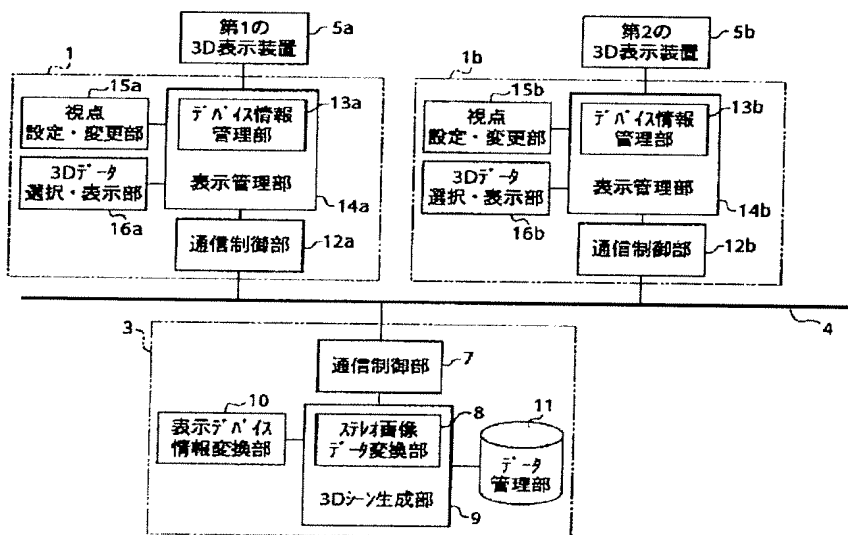 第1の
3D表示装置
5a
1
15a
視点
設定・変更部
デバイス情報
管理部
13a
3Dデータ
選択・表示部
16a
表示管理部
14a
通信制御部
12a
第2の
3D表示装置
5b
1b
15b
視点
設定・変更部
デバイス情報
管理部
13b
3Dデータ
選択・表示部
16b
表示管理部
14b
通信制御部
12b
4
3
通信制御部
7
10
表示デバイス
情報変換部
ステレオ画像
データ変換部
8
3Dシーン生成部
9
11
データ
管理部